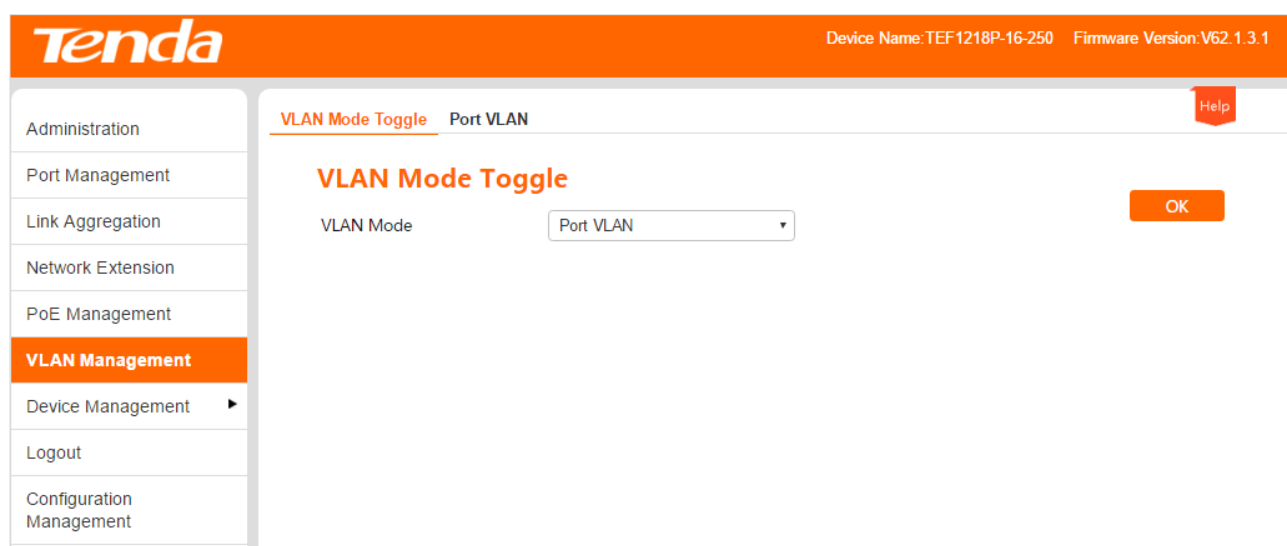 Tenda
Device Name:TEF1218P-16-250 Firmware Version:V62.1.3.1
Help
Administration
Port Management
Link Aggregation
Network Extension
PoE Management
VLAN Management
Device Management
Logout
Configuration
Management
VLAN Mode Toggle Port VLAN
VLAN Mode Toggle
VLAN Mode Port VLAN
OK